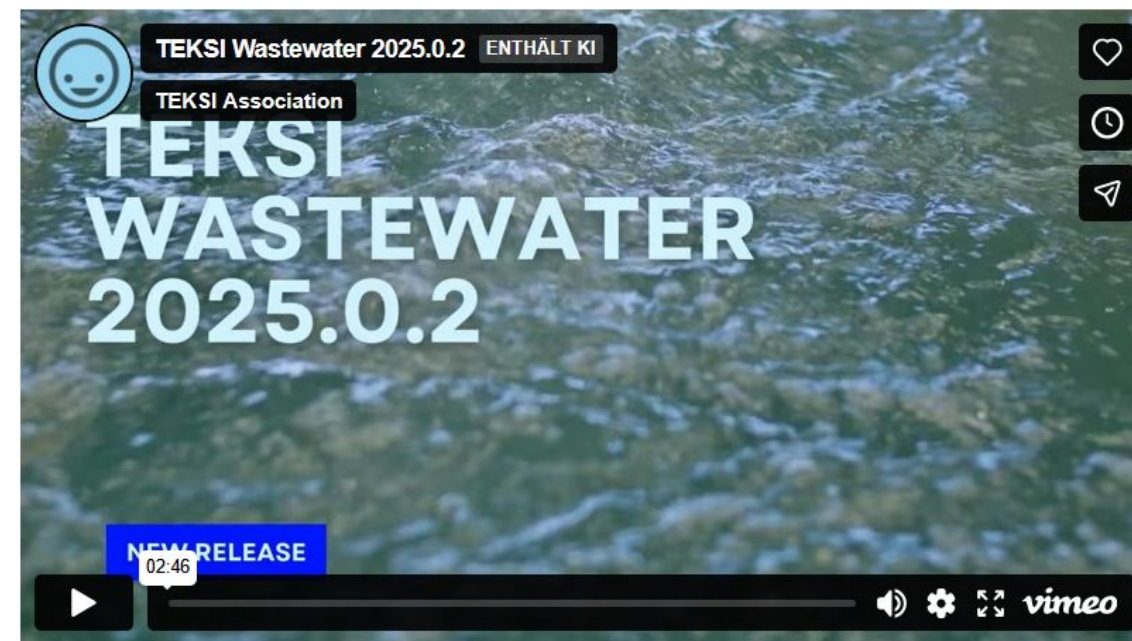 TEKSI Wastewater 2025.0.2 ENTHÄLT KI
TEKSI Association
TEKSI
WASTEWATER
2025.0.2
NEW RELEASE
02:46
vimeo